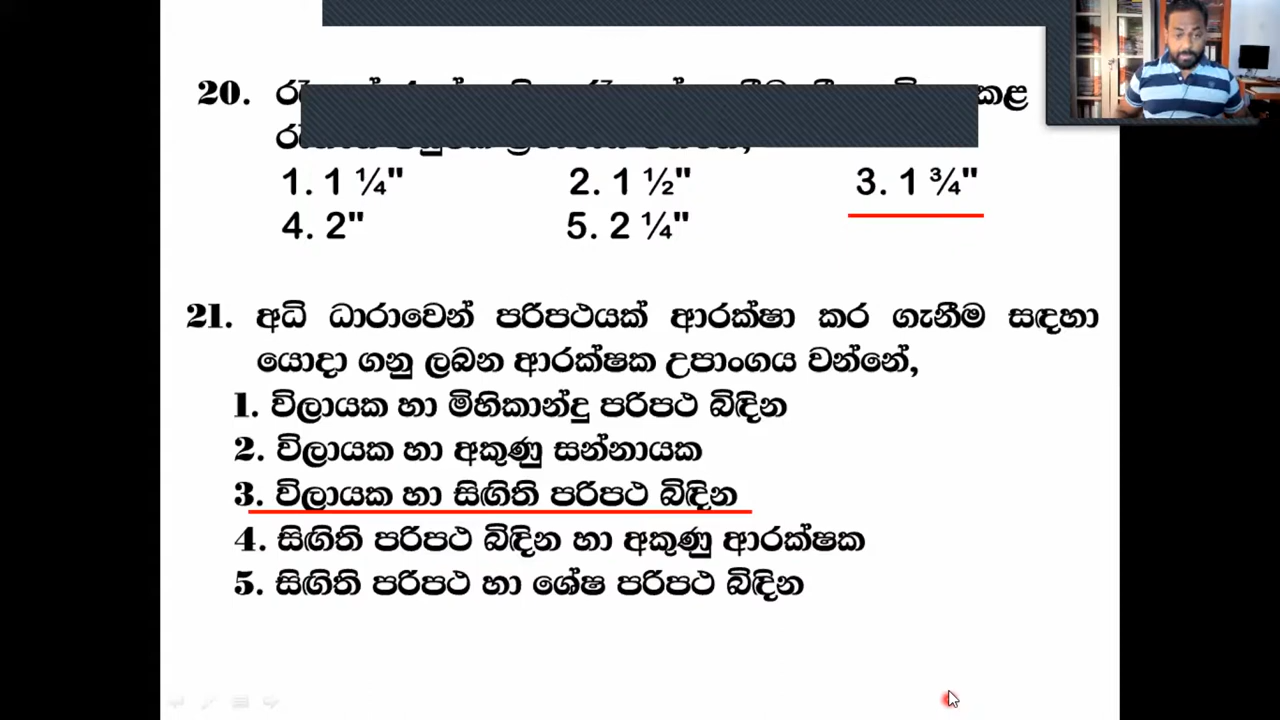 20. කළ
1. 1 ¼" 2. 1 ½" 3. 1 ¾"
4. 2" 5. 2 ¼"
21. අධි ධාරාවෙන් පරිපථයක් ආරක්ෂා කර ගැනීම සඳහා
යොදා ගනු ලබන ආරක්ෂක උපාංගය වන්නේ,
1. විලායක හා මිහිකාන්දු පරිපථ බිඳින
2. විලායක හා අකුණු සන්නායක
3. විලායක හා සිඟිති පරිපථ බිඳින
4. සිඟිති පරිපථ බිඳින හා අකුණු ආරක්ෂක
5. සිඟිති පරිපථ හා ශේෂ පරිපථ බිඳින